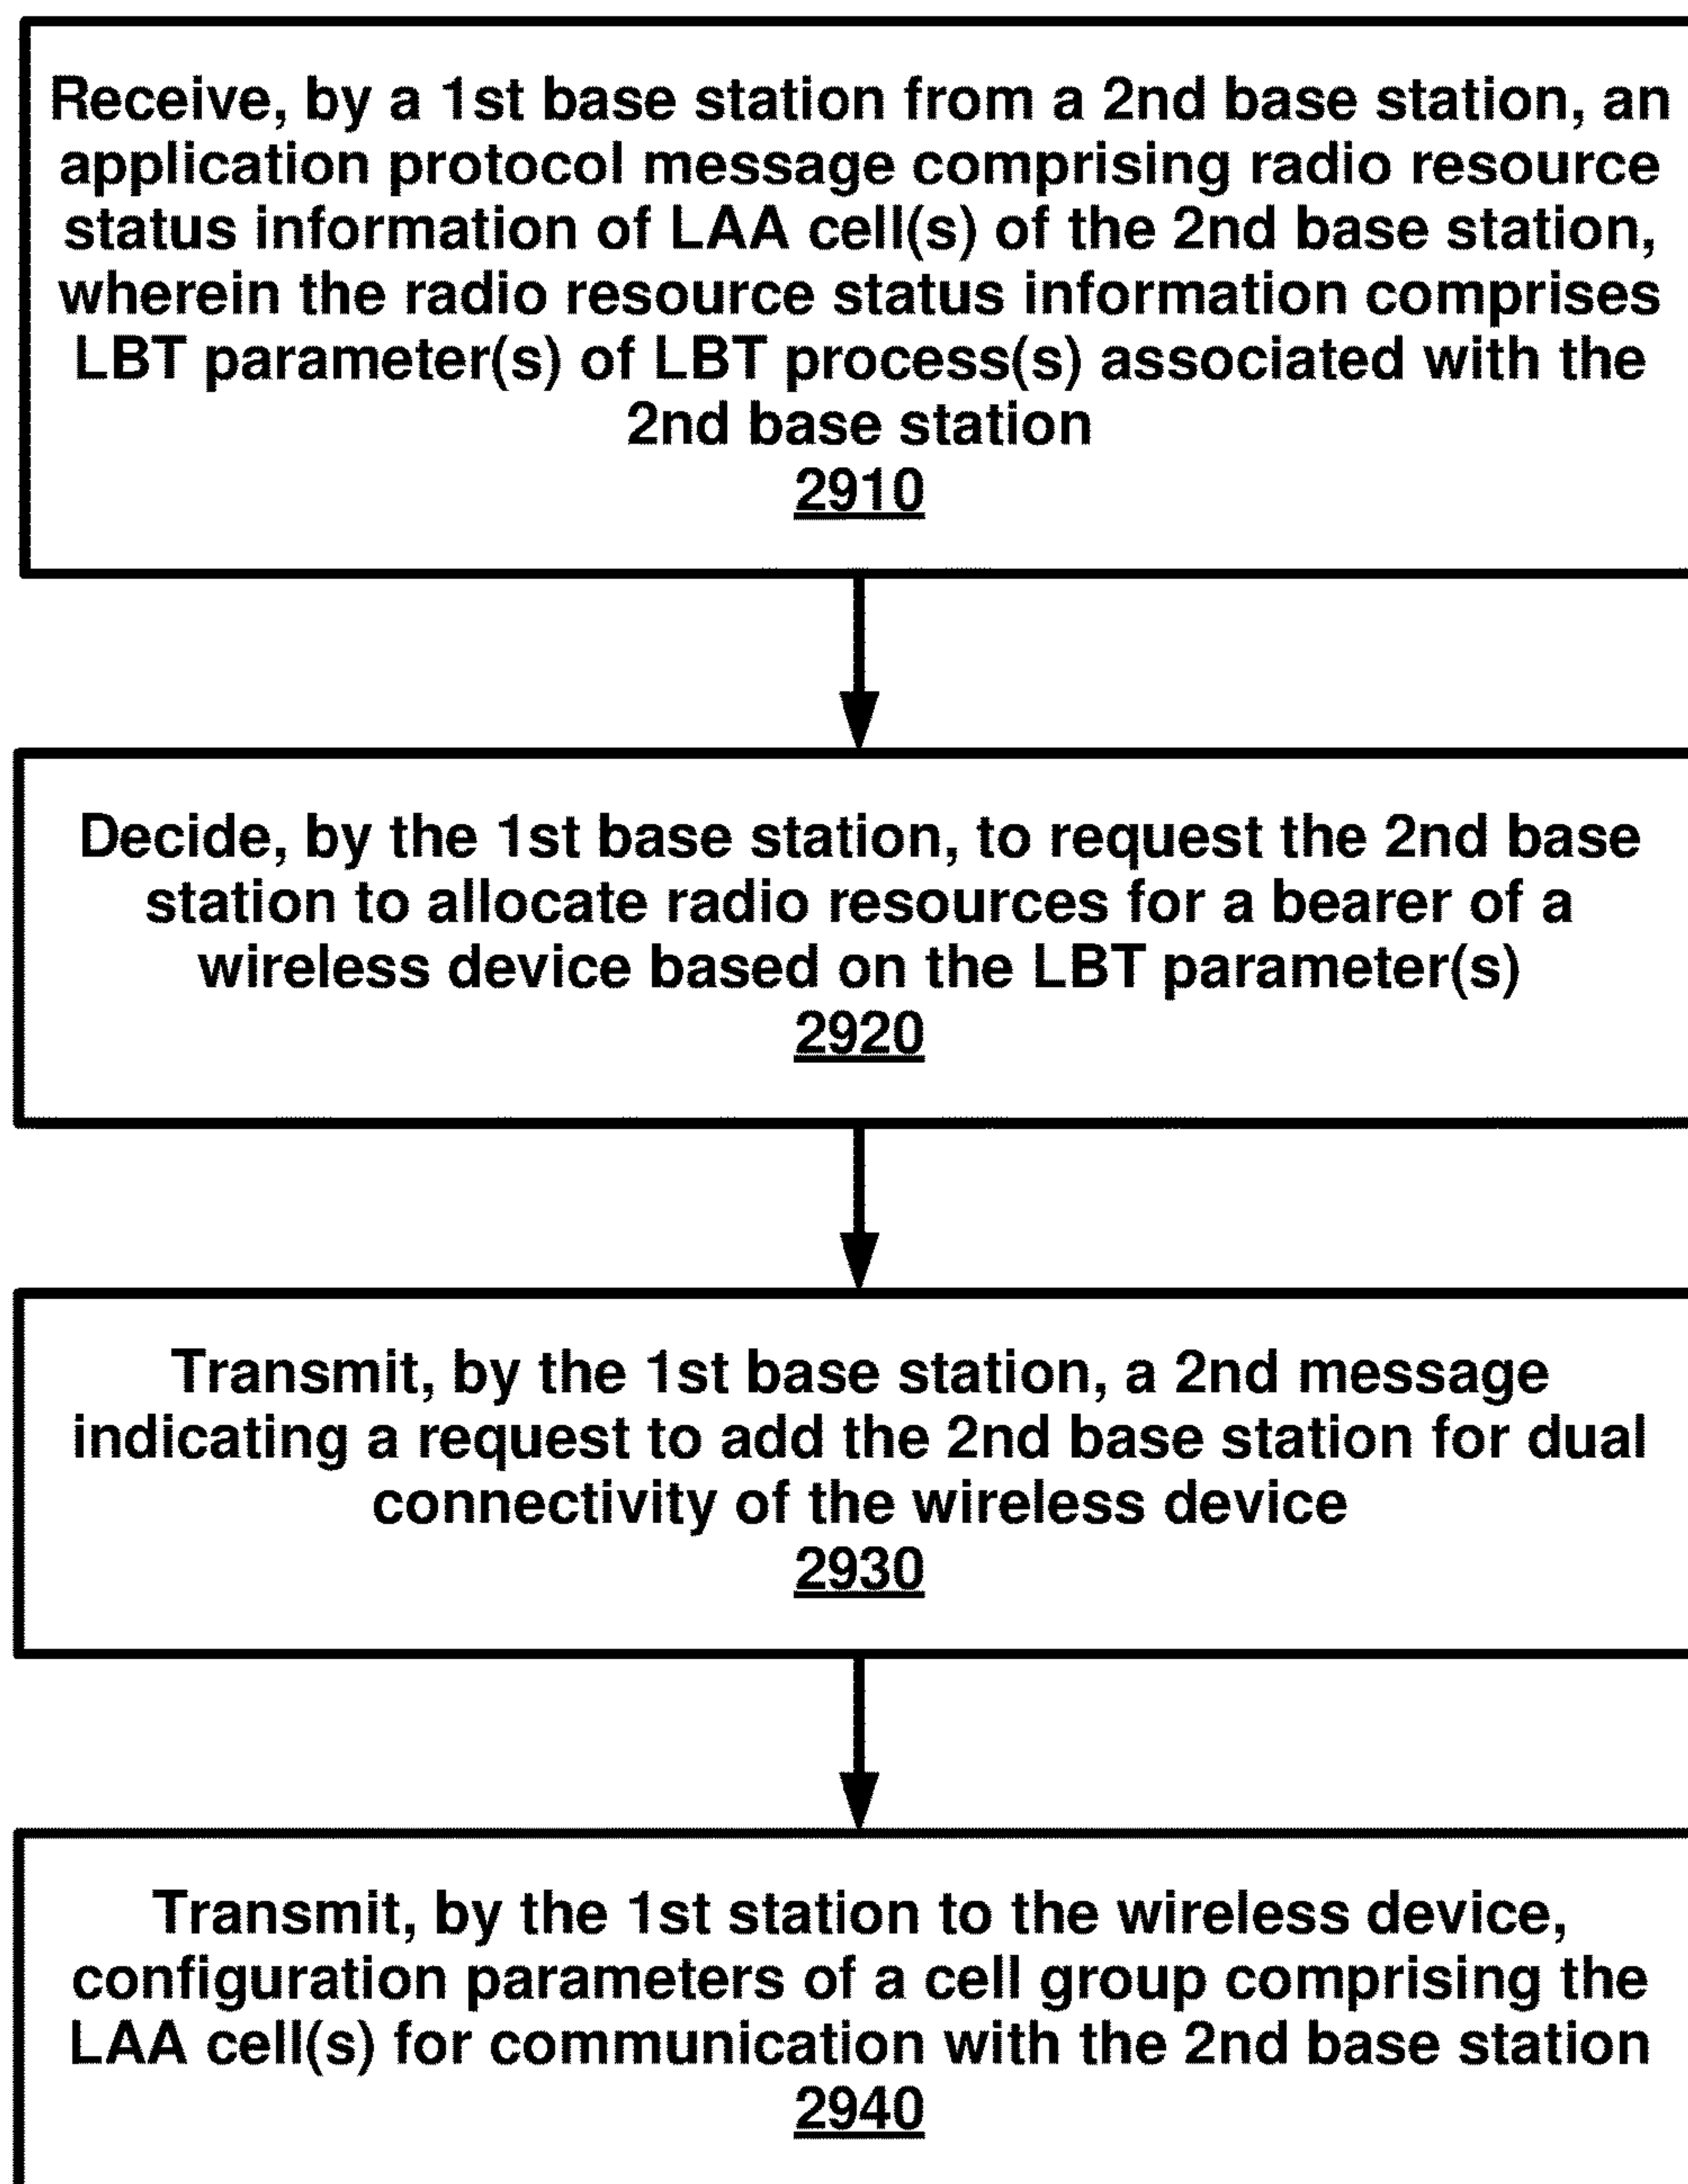 Receive, by a 1st base station from a 2nd base station, an
application protocol message comprising radio resource
status information of LAA cell(s) of the 2nd base station,
wherein the radio resource status information comprises
LBT parameter(s) of LBT process(s) associated with the
2nd base station
2910
Decide, by the 1st base station, to request the 2nd base
station to allocate radio resources for a bearer of a
wireless device based on the LBT parameter(s)
2920
Transmit, by the 1st base station, a 2nd message
indicating a request to add the 2nd base station for dual
connectivity of the wireless device
2930
Transmit, by the 1st station to the wireless device,
configuration parameters of a cell group comprising the
LAA cell(s) for communication with the 2nd base station
2940